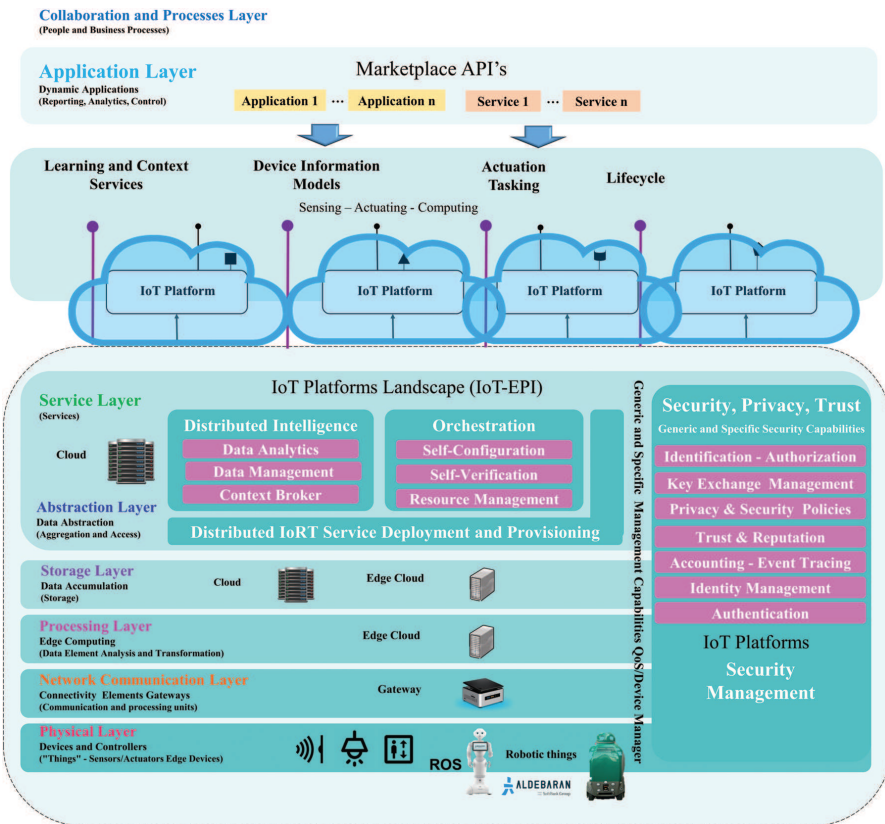 Collaboration and Processes Layer
(People and Business Processes)
Application Layer
Dynamic Applications
(Reporting, Analytics, Control)
Marketplace API's
Application 1 ... Application n
Service 1 ... Service n
Learning and Context
Services
Device Information
Models
Actuation
Tasking
Lifecycle
Sensing – Actuating - Computing
IoT Platform
IoT Platform
IoT Platform
IoT Platform
IoT Platforms Landscape (IoT-EPI)
Service Layer
(Services)
Cloud
Distributed Intelligence
Data Analytics
Data Management
Context Broker
Orchestration
Self-Configuration
Self-Verification
Resource Management
Abstraction Layer
Data Abstraction
(Aggregation and Access)
Distributed IoRT Service Deployment and Provisioning
Storage Layer
Data Accumulation
(Storage)
Cloud
Edge Cloud
Processing Layer
Edge Computing
(Data Element Analysis and Transformation)
Edge Cloud
Network Communication Layer
Connectivity Elements Gateways
(Communication and processing units)
Gateway
Physical Layer
Devices and Controllers
("Things" - Sensors/Actuators Edge Devices)
ROS
Robotic things
ALDEBARAN
SoftBank Group
Generic and Specific Management Capabilities QoS/Device Manager
Security, Privacy, Trust
Generic and Specific Security Capabilities
Identification - Authorization
Key Exchange Management
Privacy & Security Policies
Trust & Reputation
Accounting - Event Tracing
Identity Management
Authentication
IoT Platforms
Security
Management